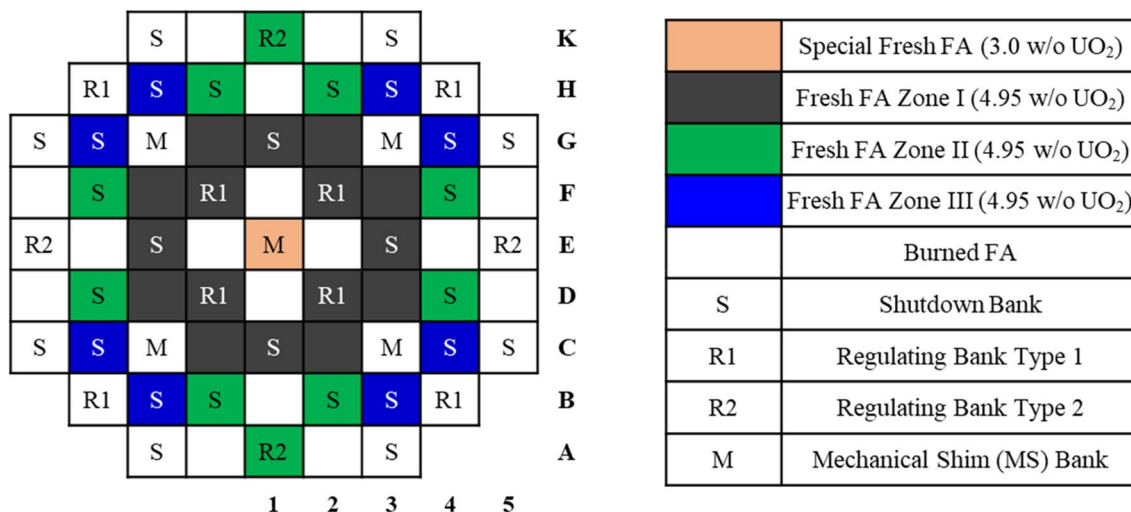 S R2 S K
R1 S S S S R1 H
S S M S M S S G
S R1 R1 S F
R2 S M S R2 E
S R1 R1 S D
S S M S M S S C
R1 S S S S R1 B
S R2 S A
1 2 3 4 5
Special Fresh FA (3.0 w/o UO₂)
Fresh FA Zone I (4.95 w/o UO₂)
Fresh FA Zone II (4.95 w/o UO₂)
Fresh FA Zone III (4.95 w/o UO₂)
Burned FA
S Shutdown Bank
R1 Regulating Bank Type 1
R2 Regulating Bank Type 2
M Mechanical Shim (MS) Bank